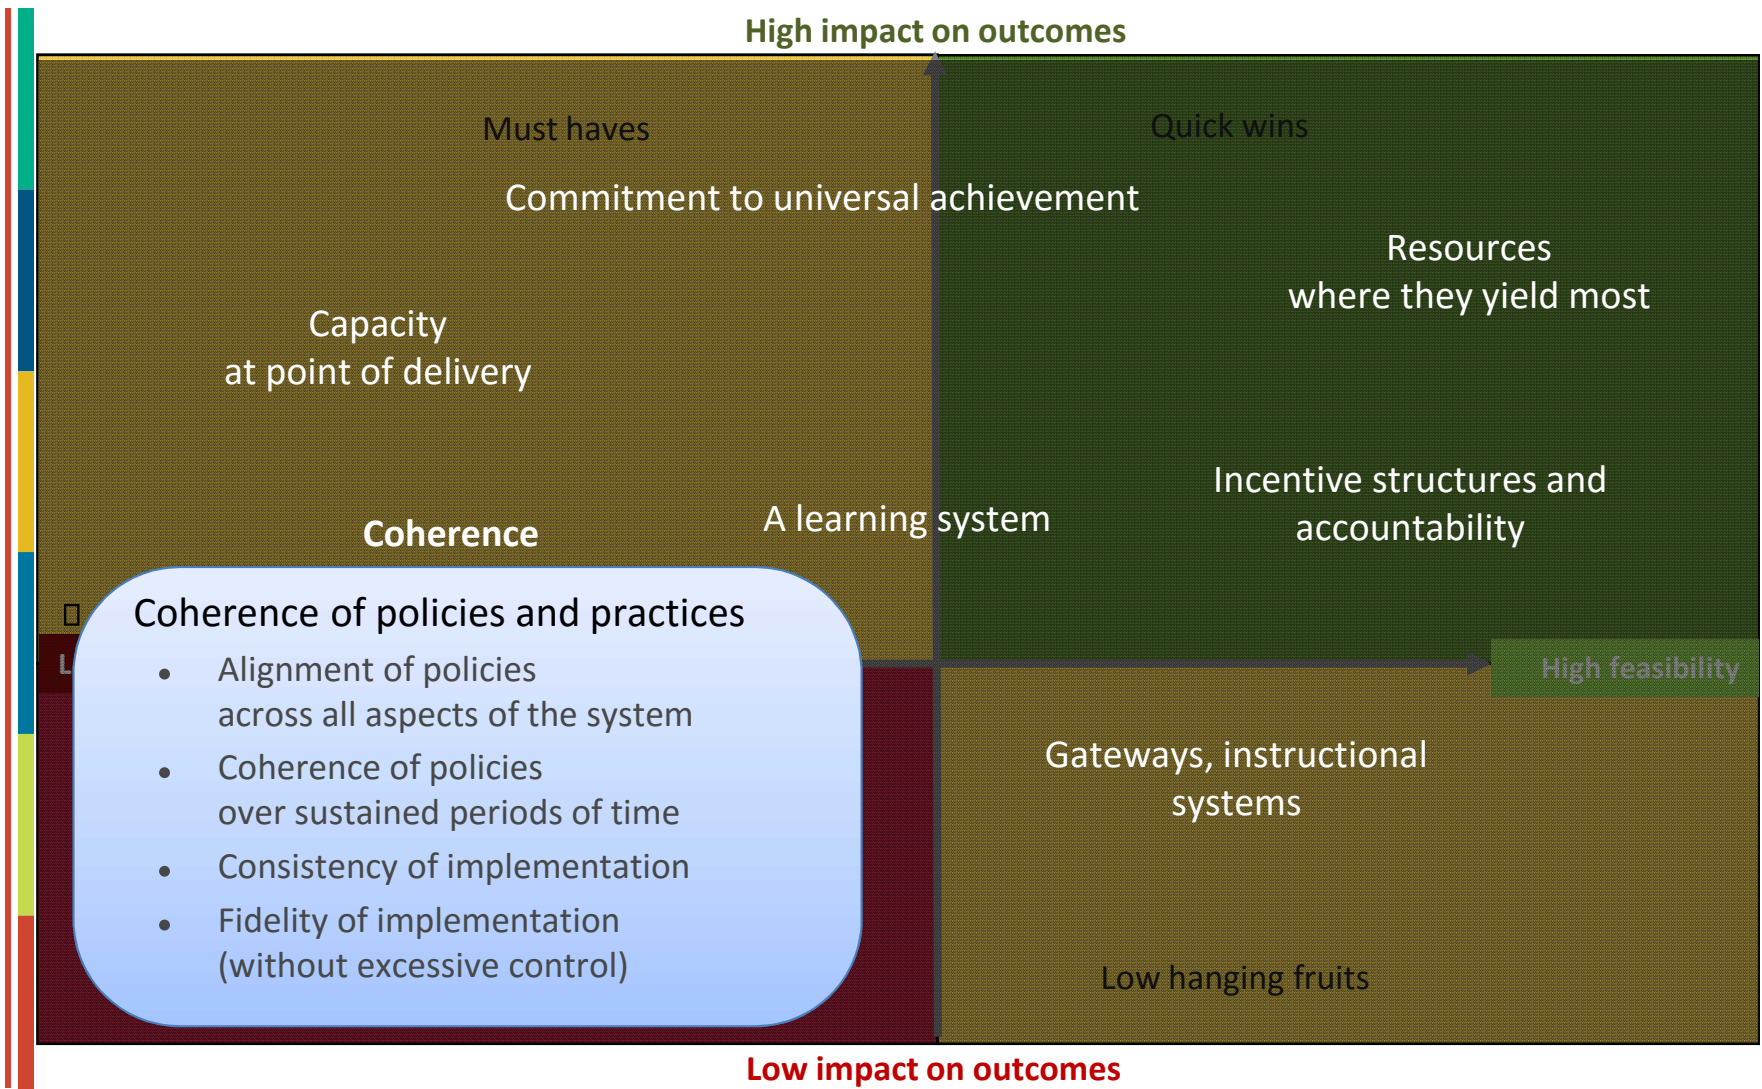 High impact on outcomes
Must haves
Quick wins
Commitment to universal achievement
Resources
where they yield most
Capacity
at point of delivery
Incentive structures and
accountability
A learning system
Coherence
Coherence of policies and practices
Alignment of policies
across all aspects of the system
High feasibility
Coherence of policies
over sustained periods of time
Gateways, instructional
systems
Consistency of implementation
Fidelity of implementation
(without excessive control)
Low hanging fruits
Low impact on outcomes